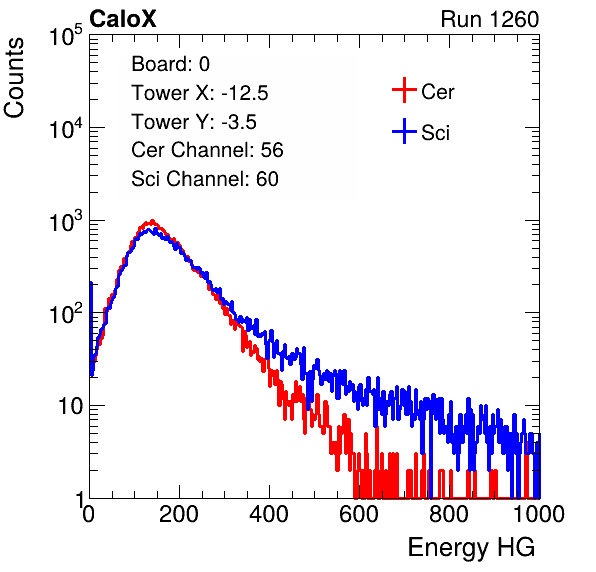 CaloX
Run 1260
Counts
10^5
10^4
10^3
10^2
10
1
Board: 0
Tower X: -12.5
Tower Y: -3.5
Cer Channel: 56
Sci Channel: 60
Cer
Sci
0 200 400 600 800 1000
Energy HG